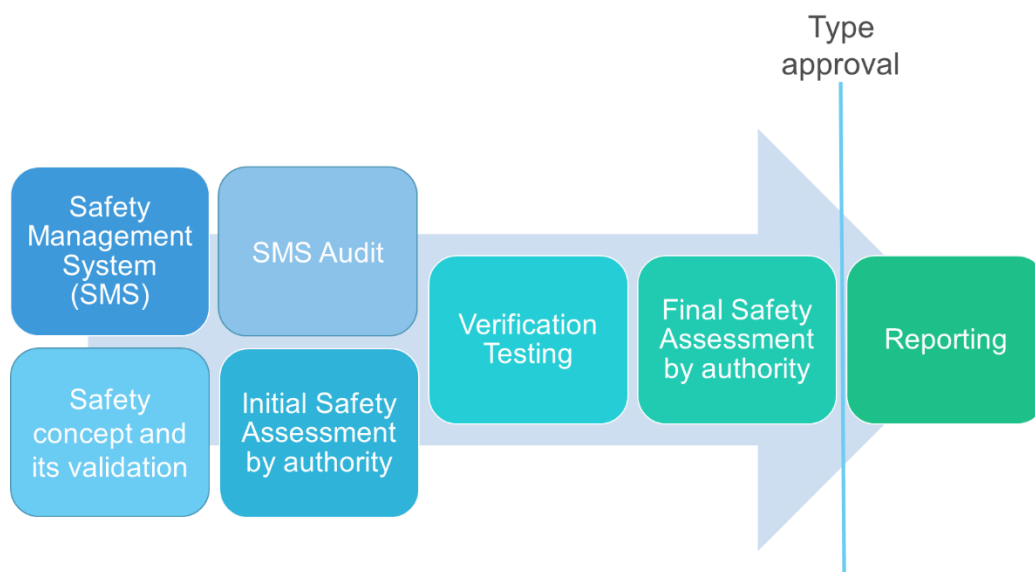 Type
approval
Safety
Management
System
(SMS)
SMS Audit
Safety
concept and
its validation
Initial Safety
Assessment
by authority
Verification
Testing
Final Safety
Assessment
by authority
Reporting